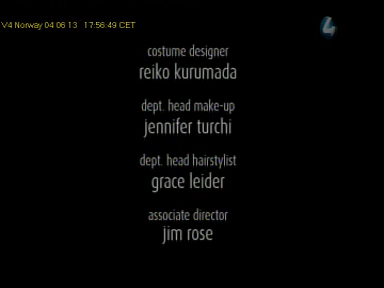 V4 Norway 04 06 13 17:56:49 CET
4
costume designer
reiko kurumada
dept. head make-up
jennifer turchi
dept. head hairstylist
grace leider
associate director
jim rose